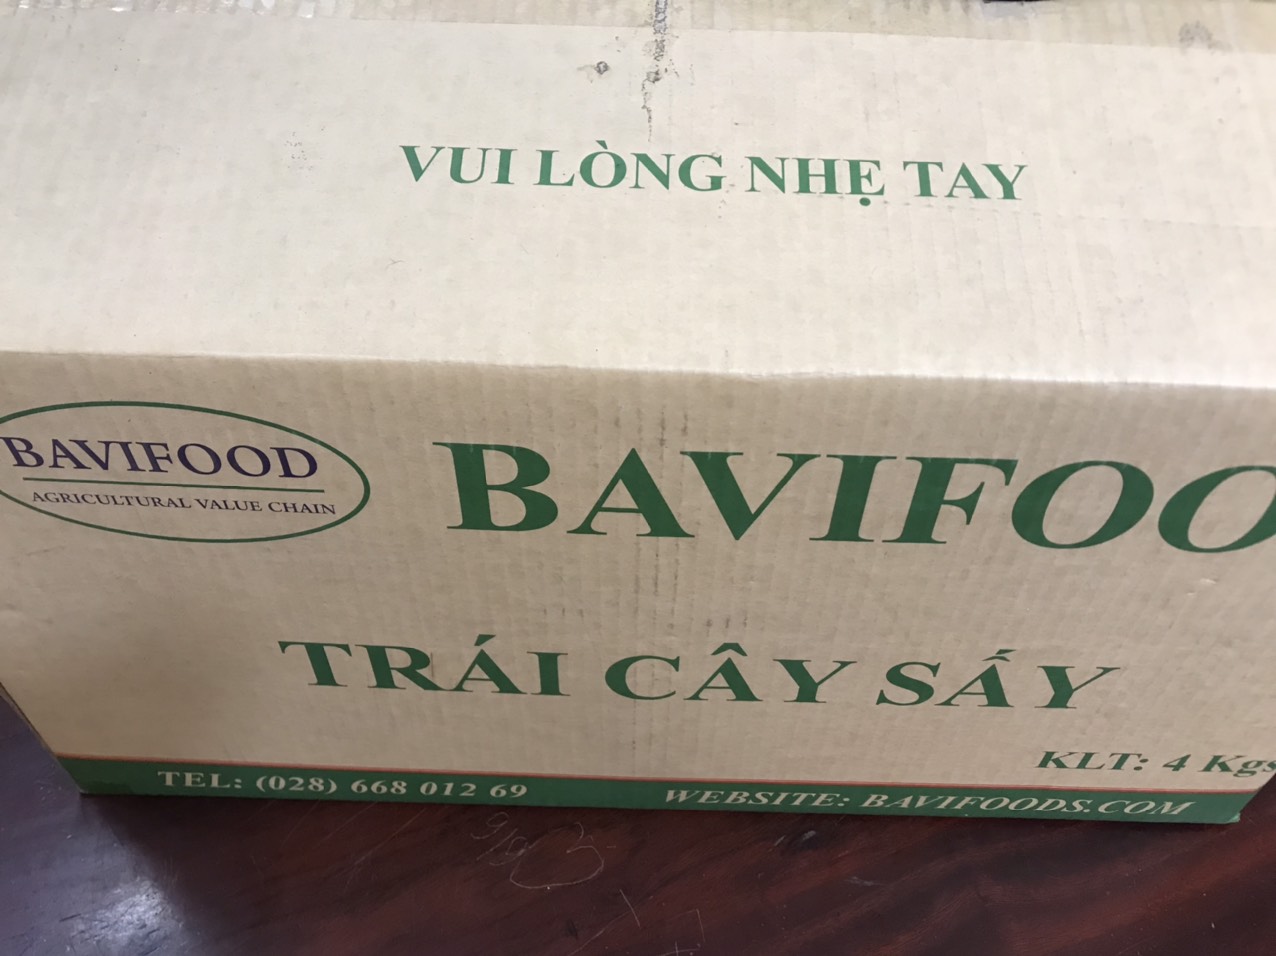 VUI LÒNG NHẸ TAY
BAVIFOOD
AGRICULTURAL VALUE CHAIN
BAVIFOO
TRÁI CÂY SẤY
KLT: 4 Kgs
TEL: (028) 668 012 69
WEBSITE: BAVIFOODS.COM